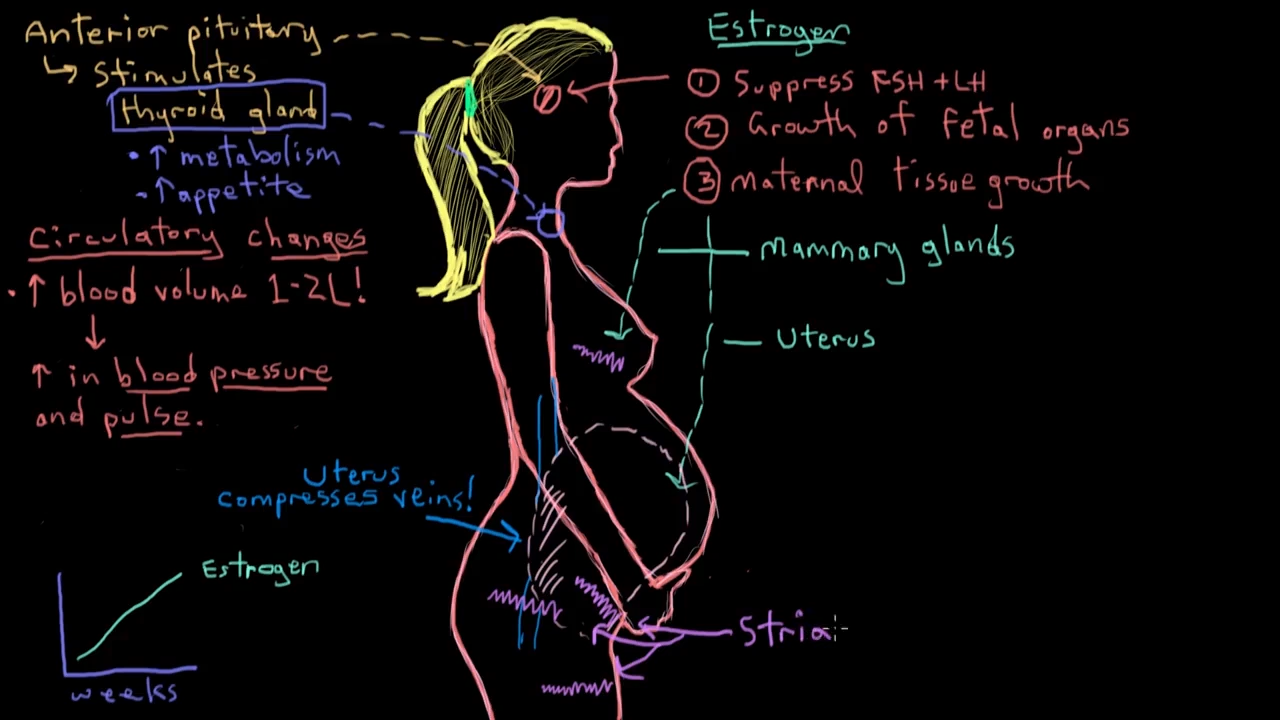 Anterior pituitary
↳ Stimulates
thyroid gland
• ↑ metabolism
- ↑ appetite
Circulatory changes
• ↑ blood volume 1-2L!
↓
↑ in blood pressure
and pulse.
Uterus
compresses veins!
Estrogen
weeks
Estrogen
① Suppress FSH + LH
② Growth of fetal organs
③ Maternal tissue growth
Mammary glands
Uterus
Stria